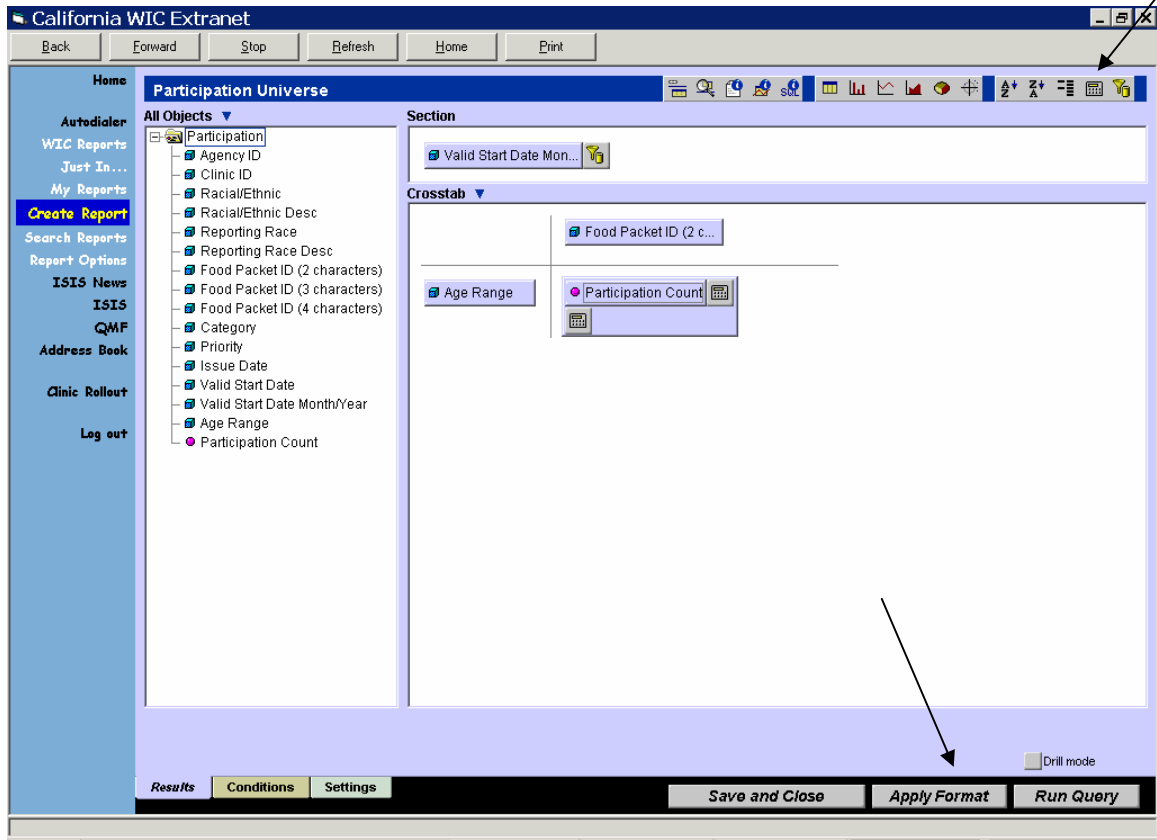 California WIC Extranet
Back Forward Stop Refresh Home Print
Home
Autodialer
WIC Reports
Just In...
My Reports
Create Report
Search Reports
Report Options
ISIS News
ISIS
QMF
Address Book
Clinic Rollout
Log out
Participation Universe
SQL
All Objects
Participation
Agency ID
Clinic ID
Racial/Ethnic
Racial/Ethnic Desc
Reporting Race
Reporting Race Desc
Food Packet ID (2 characters)
Food Packet ID (3 characters)
Food Packet ID (4 characters)
Category
Priority
Issue Date
Valid Start Date
Valid Start Date Month/Year
Age Range
Participation Count
Section
Valid Start Date Mon...
Crosstab
Food Packet ID (2 c...
Age Range Participation Count
Drill mode
Results Conditions Settings
Save and Close Apply Format Run Query